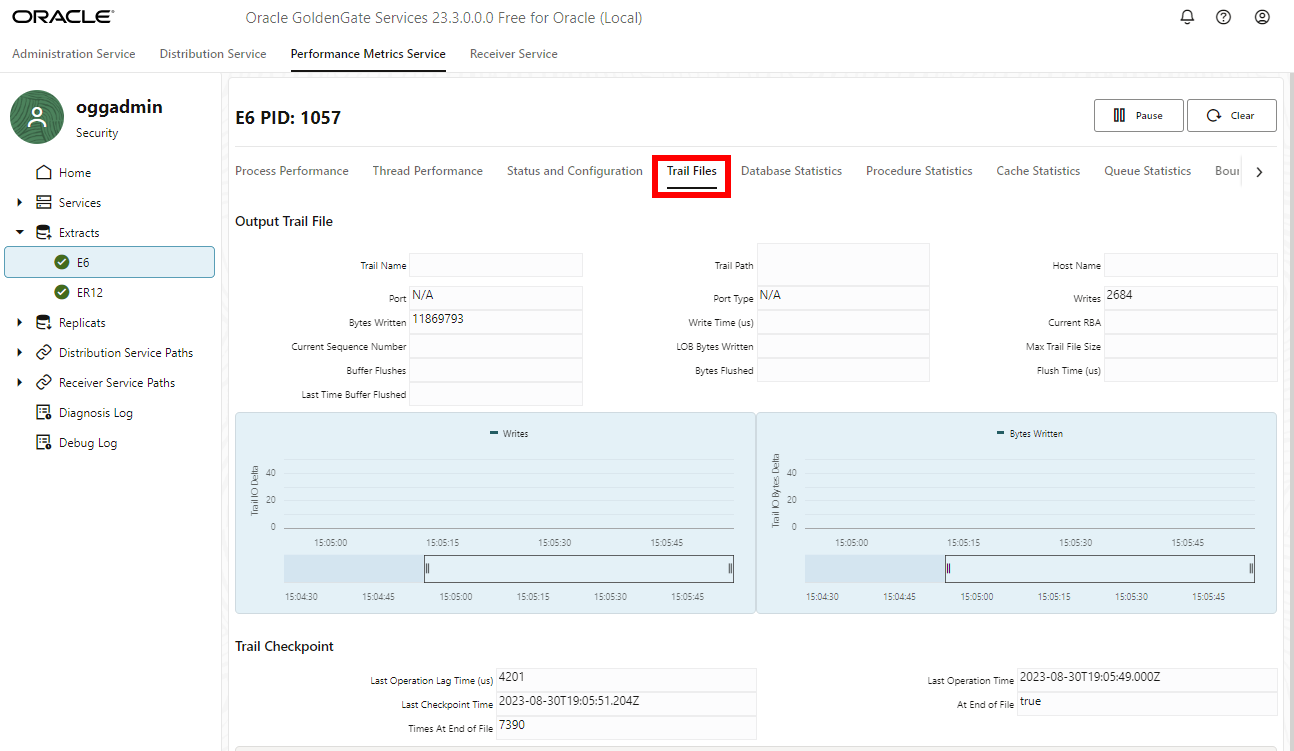 ORACLE
Oracle GoldenGate Services 23.3.0.0.0 Free for Oracle (Local)
Administration Service
Distribution Service
Performance Metrics Service
Receiver Service
oggadmin
Security
Home
Services
Extracts
E6
ER12
Replicats
Distribution Service Paths
Receiver Service Paths
Diagnosis Log
Debug Log
E6 PID: 1057
Pause
Clear
Process Performance
Thread Performance
Status and Configuration
Trail Files
Database Statistics
Procedure Statistics
Cache Statistics
Queue Statistics
Bour
Output Trail File
Trail Name
Trail Path
Host Name
Port N/A
Port Type N/A
Writes 2684
Bytes Written 11869793
Write Time (us)
Current RBA
Current Sequence Number
LOB Bytes Written
Max Trail File Size
Buffer Flushes
Bytes Flushed
Flush Time (us)
Last Time Buffer Flushed
Writes
Trail IO Delta
40
20
0
15:05:00 15:05:15 15:05:30 15:05:45
15:04:30 15:04:45 15:05:00 15:05:15 15:05:30 15:05:45
Bytes Written
Trail IO Bytes Delta
40
20
0
15:05:00 15:05:15 15:05:30 15:05:45
15:04:30 15:04:45 15:05:00 15:05:15 15:05:30 15:05:45
Trail Checkpoint
Last Operation Lag Time (us) 4201
Last Operation Time 2023-08-30T19:05:49.000Z
Last Checkpoint Time 2023-08-30T19:05:51.204Z
At End of File true
Times At End of File 7390